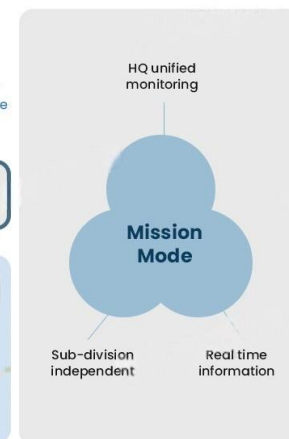 HQ unified
monitoring
Mission
Mode
Sub-division
independent
Real time
information